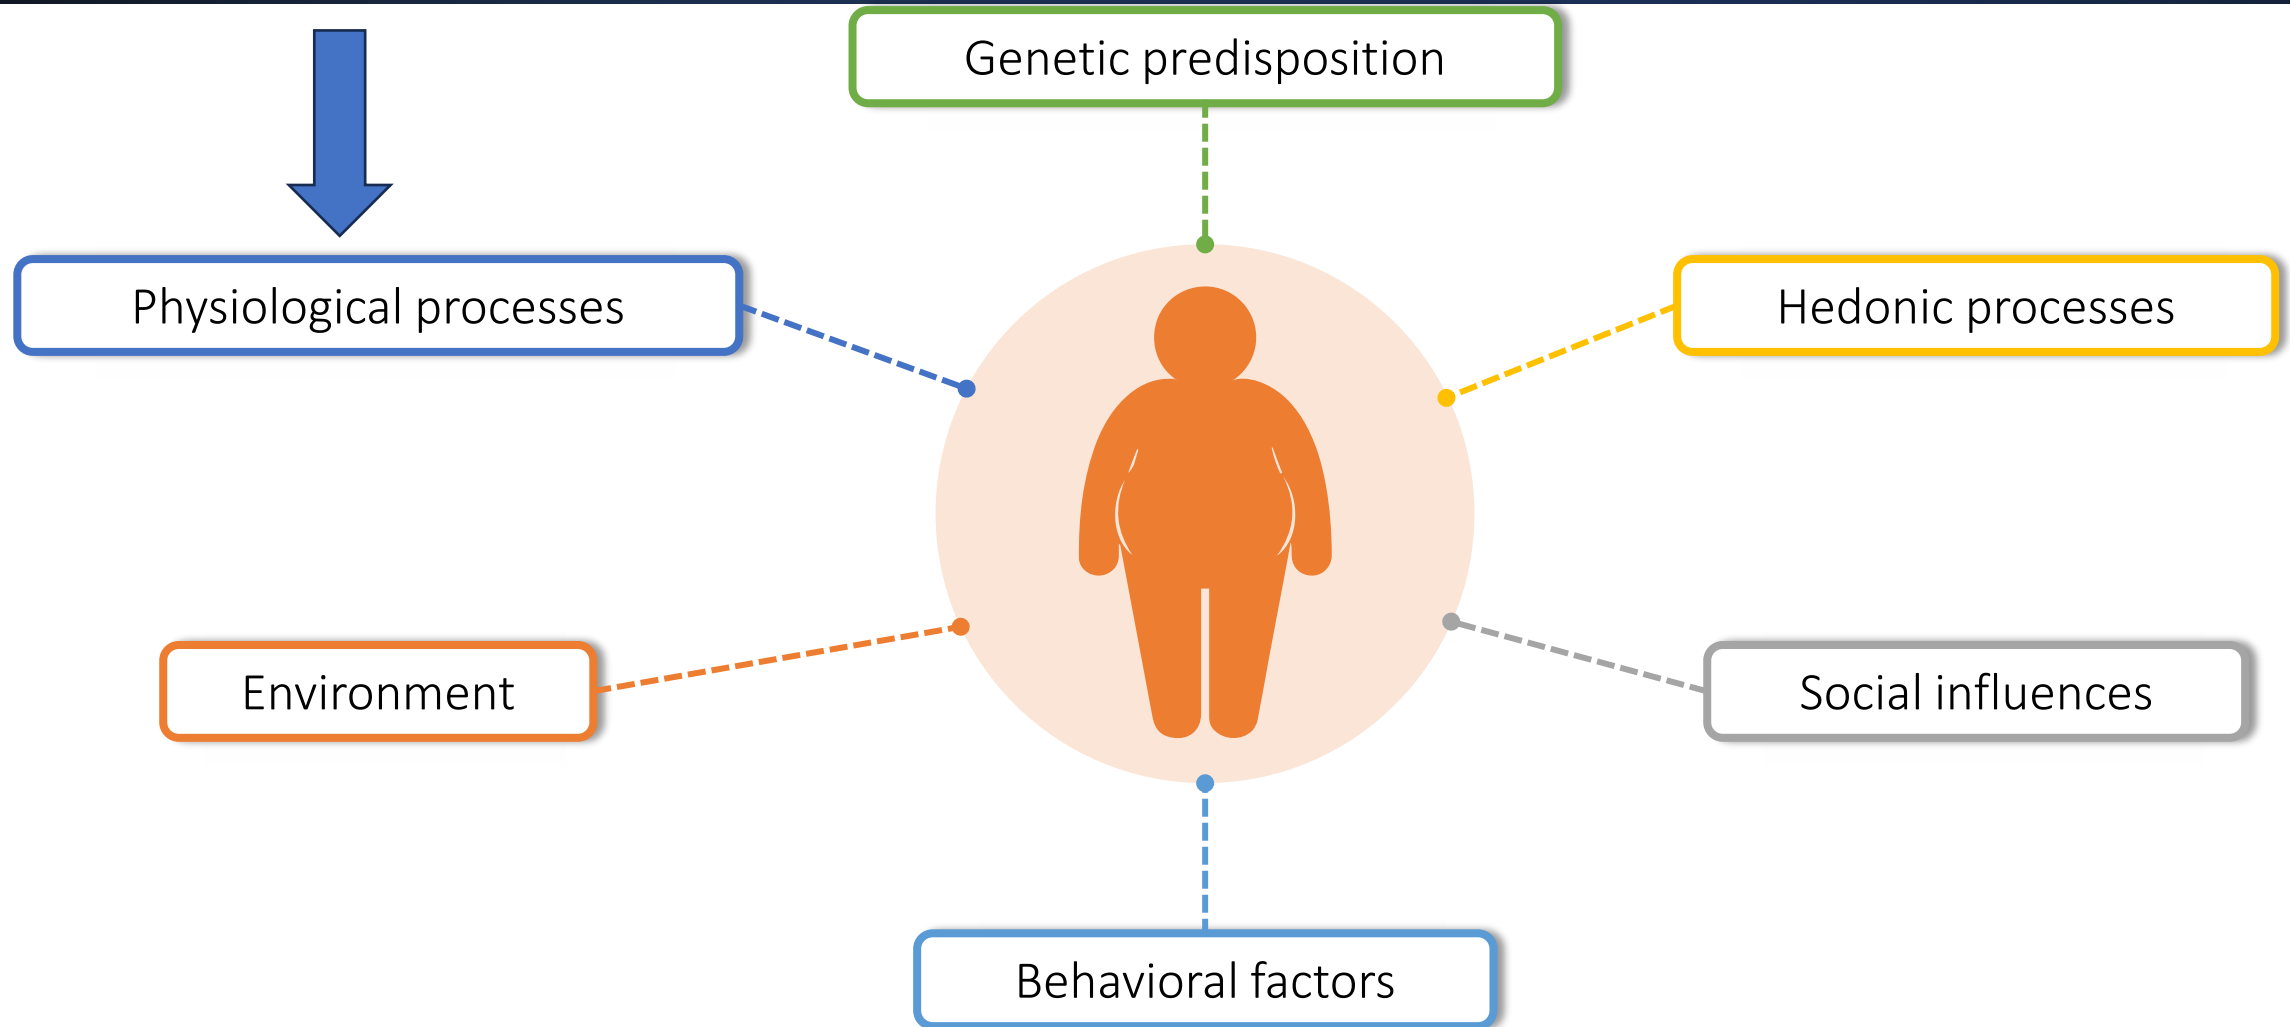 Genetic predisposition
Physiological processes
Hedonic processes
Environment
Social influences
Behavioral factors